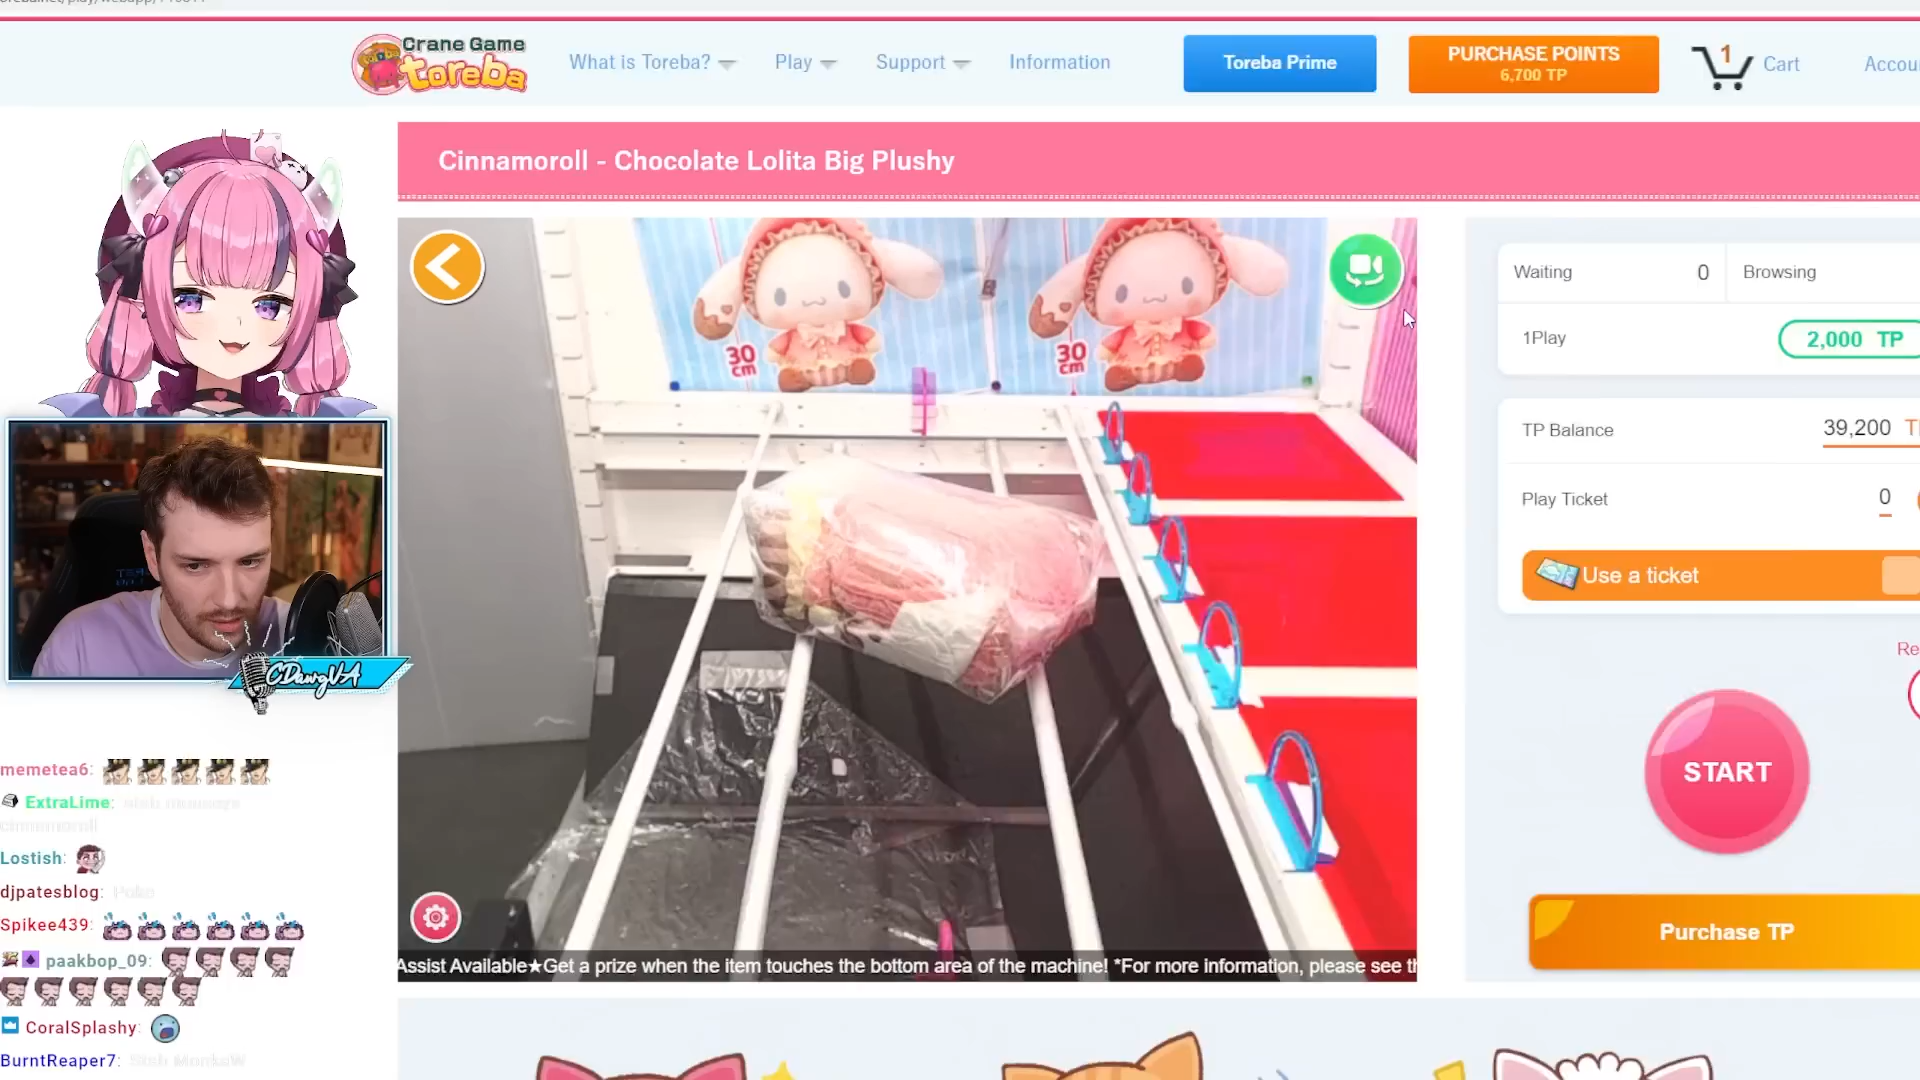 Crane Game
toreba
What is Toreba?
Play
Support
Information
Toreba Prime
PURCHASE POINTS
6,700 TP
1
Cart
Cinnamoroll - Chocolate Lolita Big Plushy
30
cm
30
cm
Waiting 0
Browsing
1Play
2,000 TP
TP Balance
39,200
Play Ticket
0
Use a ticket
START
Purchase TP
Assist Available★Get a prize when the item touches the bottom area of the machine! *For more information, please see
CDawgVA
memetea6:
ExtraLime:
cinnamoroll
Lostish:
djpatesblog: Poke
Spikee439:
paakbop_09:
CoralSplashy:
BurntReaper7: